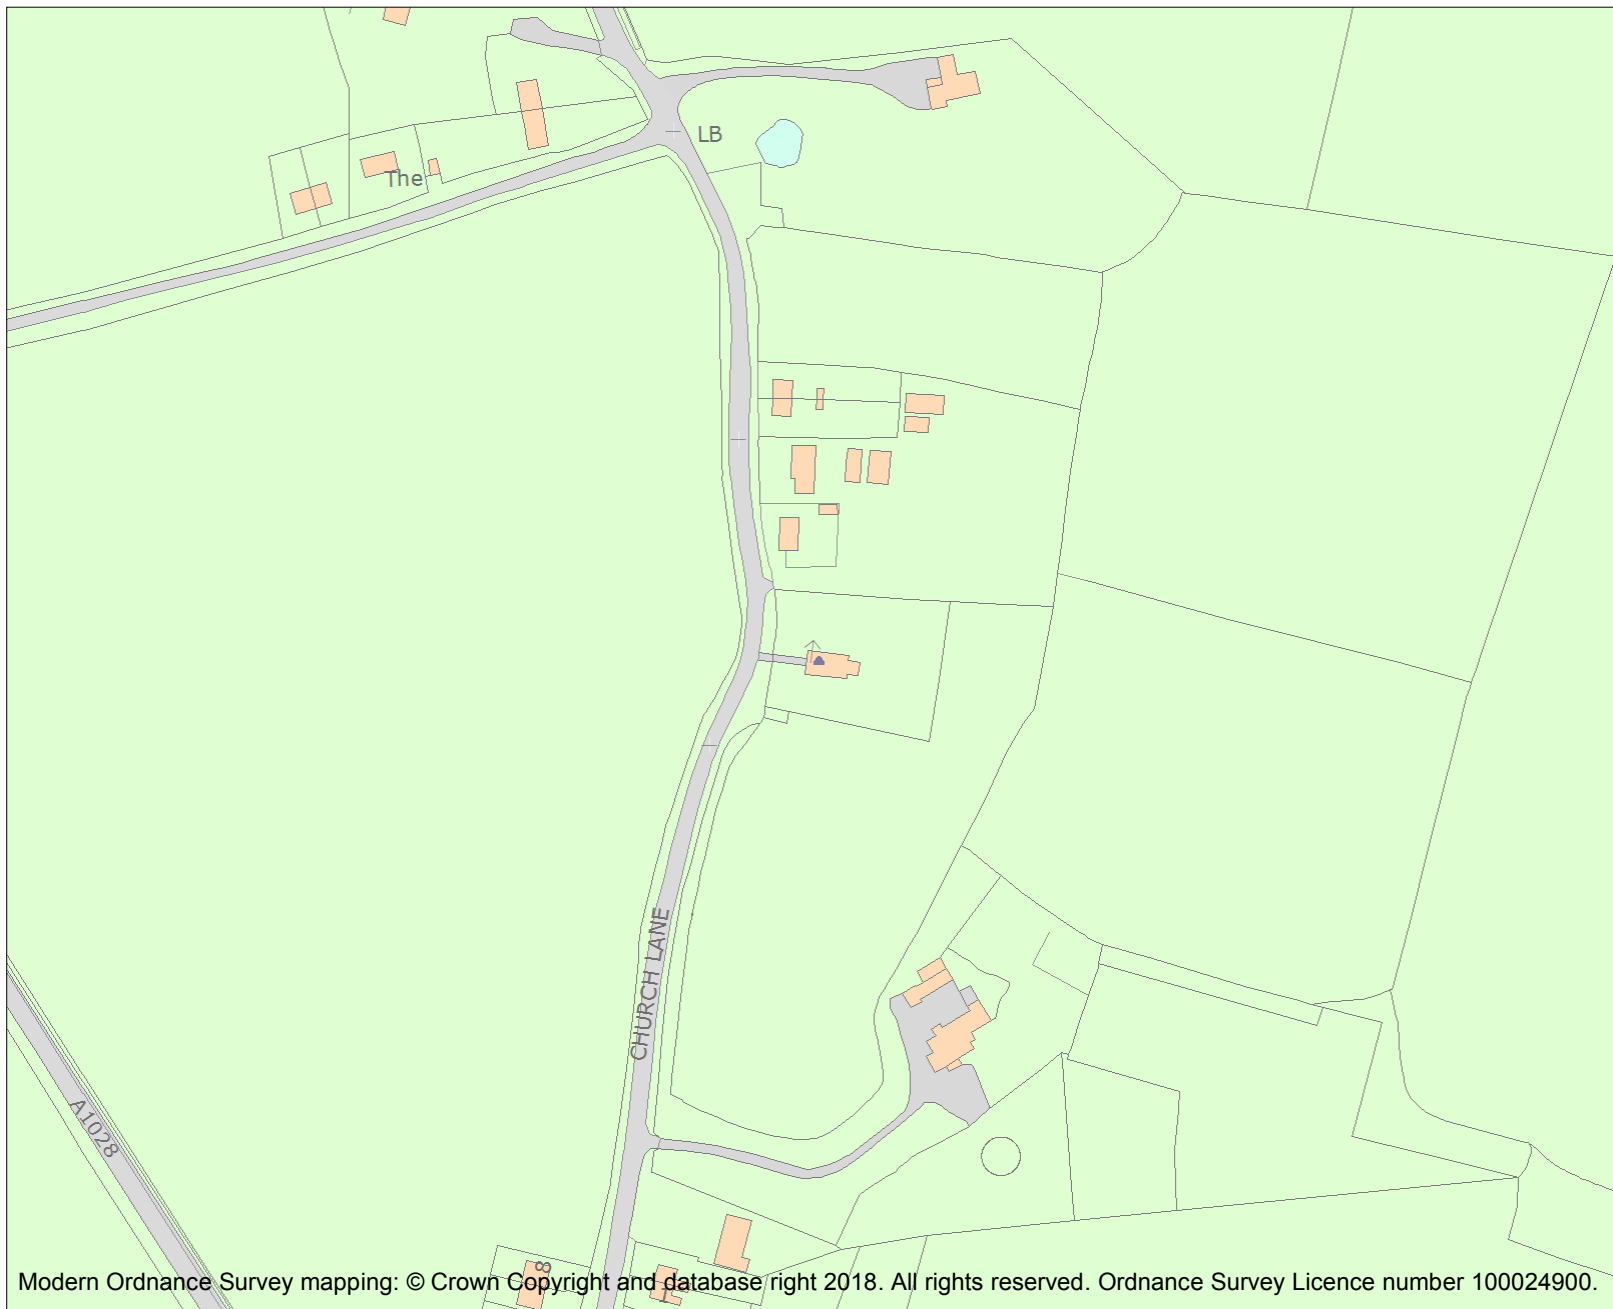 LB
The
CHURCH LANE
A1028
8
Modern Ordnance Survey mapping: © Crown Copyright and database right 2018. All rights reserved. Ordnance Survey Licence number 100024900.